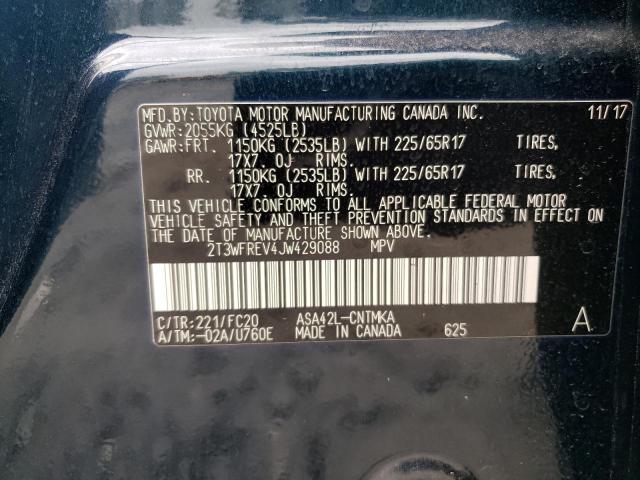 MFD.BY:TOYOTA MOTOR MANUFACTURING CANADA INC. 11/17
GVWR:2055KG (4525LB)
GAWR:FRT. 1150KG (2535LB) WITH 225/65R17 TIRES,
17X7. 0J RIMS.
RR. 1150KG (2535LB) WITH 225/65R17 TIRES,
17X7. 0J RIMS.
THIS VEHICLE CONFORMS TO ALL APPLICABLE FEDERAL MOTOR
VEHICLE SAFETY AND THEFT PREVENTION STANDARDS IN EFFECT ON
THE DATE OF MANUFACTURE SHOWN ABOVE.
2T3WFREV4JW429088 MPV
C/TR:221/FC20 ASA42L-CNTMKA
A/TM:-02A/U760E MADE IN CANADA 625 A